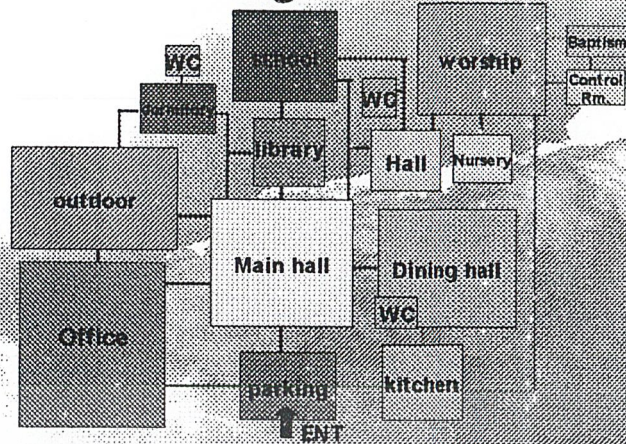 school
worship
Baptism
WC
Control
Rm.
WC
dormitory
library
Hall
Nursery
outdoor
Main hall
Dining hall
WC
Office
parking
kitchen
ENT